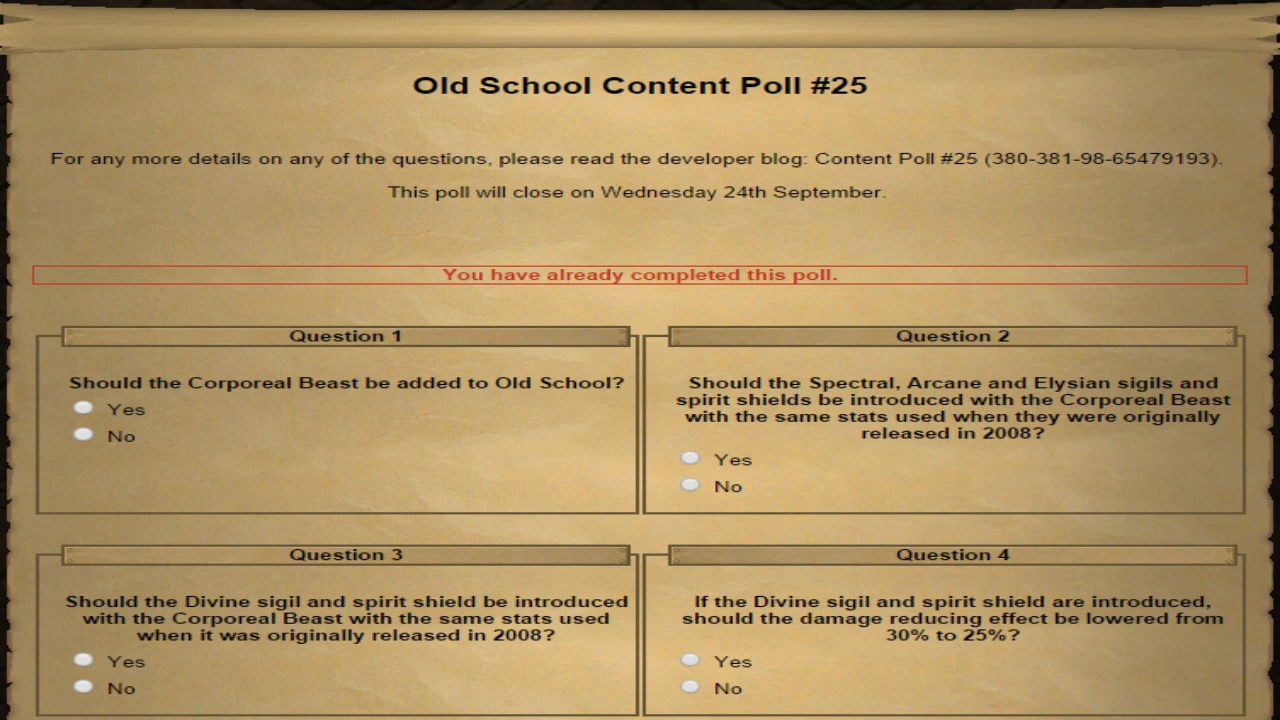 Old School Content Poll #25
For any more details on any of the questions, please read the developer blog: Content Poll #25 (380-381-98-65479193).
This poll will close on Wednesday 24th September.
You have already completed this poll.
Question 1
Should the Corporeal Beast be added to Old School?
Yes
No
Question 2
Should the Spectral, Arcane and Elysian sigils and
spirit shields be introduced with the Corporeal Beast
with the same stats used when they were originally
released in 2008?
Yes
No
Question 3
Should the Divine sigil and spirit shield be introduced
with the Corporeal Beast with the same stats used
when it was originally released in 2008?
Yes
No
Question 4
If the Divine sigil and spirit shield are introduced,
should the damage reducing effect be lowered from
30% to 25%?
Yes
No